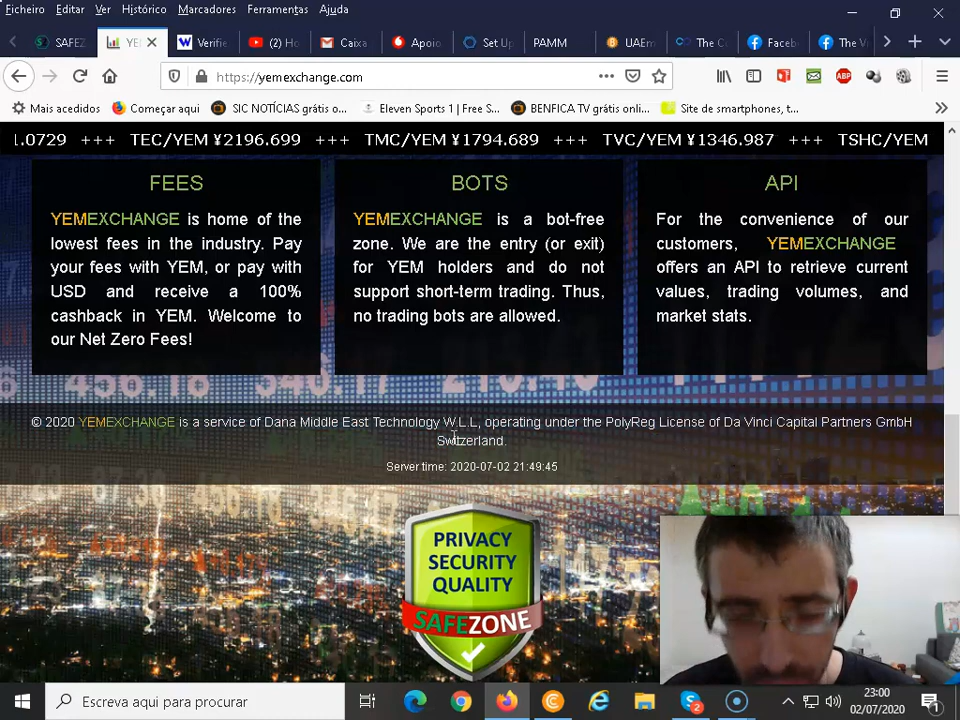 Ficheiro Editar Ver Histórico Marcadores Ferramentas Ajuda
SAFEZ YE Verifie (2) Ho Caixa Apoio Set Up PAMM UAEm The C Faceb The V
https://yemexchange.com ABP
Mais acedidos Começar aqui SIC NOTÍCIAS grátis o... Eleven Sports 1 | Free S... BENFICA TV grátis onli... Site de smartphones, t...
1.0729 +++ TEC/YEM ¥2196.699 +++ TMC/YEM ¥1794.689 +++ TVC/YEM ¥1346.987 +++ TSHC/YEM
FEES
YEMEXCHANGE is home of the
lowest fees in the industry. Pay
your fees with YEM, or pay with
USD and receive a 100%
cashback in YEM. Welcome to
our Net Zero Fees!
BOTS
YEMEXCHANGE is a bot-free
zone. We are the entry (or exit)
for YEM holders and do not
support short-term trading. Thus,
no trading bots are allowed.
API
For the convenience of our
customers, YEMEXCHANGE
offers an API to retrieve current
values, trading volumes, and
market stats.
© 2020 YEMEXCHANGE is a service of Dana Middle East Technology W.L.L, operating under the PolyReg License of Da Vinci Capital Partners GmbH
Switzerland.
Server time: 2020-07-02 21:49:45
PRIVACY
SECURITY
QUALITY
SAFEZONE
Escreve aqui para procurar
2
23:00
02/07/2020
1